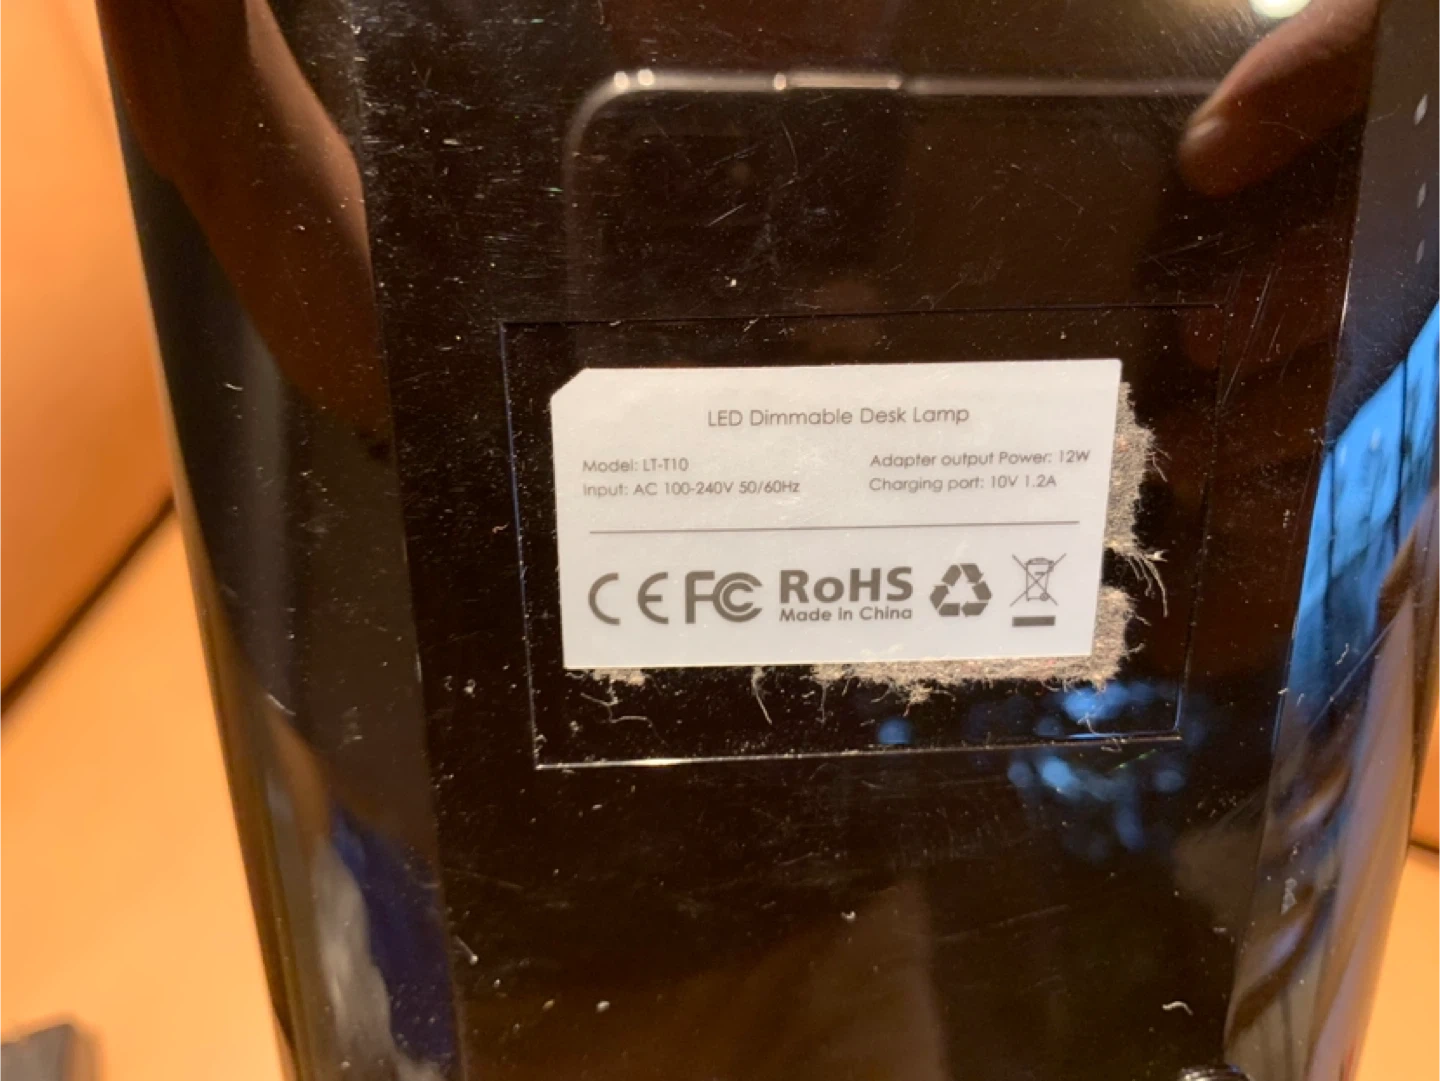 LED Dimmable Desk Lamp
Model: LT-T10
Adapter output Power: 12W
Input: AC 100-240V 50/60Hz
Charging port: 10V 1.2A
CE FC RoHS
Made in China